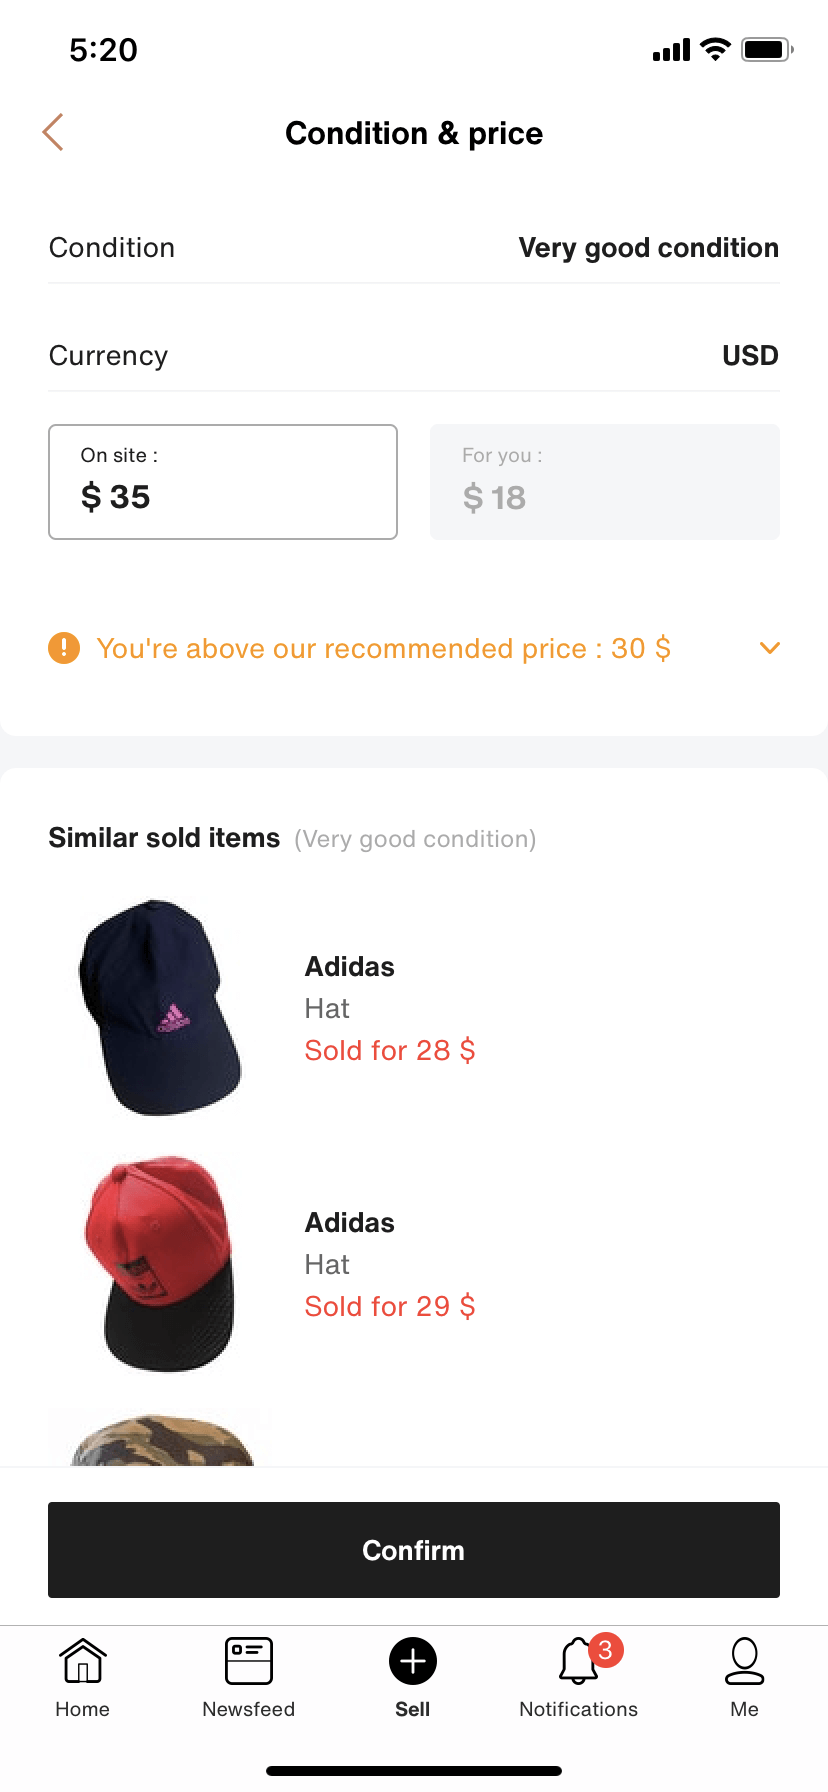 5:20
Condition & price
Condition
Very good condition
Currency
USD
On site :
$ 35
For you :
$ 18
You're above our recommended price : 30 $
Similar sold items (Very good condition)
Adidas
Hat
Sold for 28 $
Adidas
Hat
Sold for 29 $
Confirm
3
Home
Newsfeed
Sell
Notifications
Me